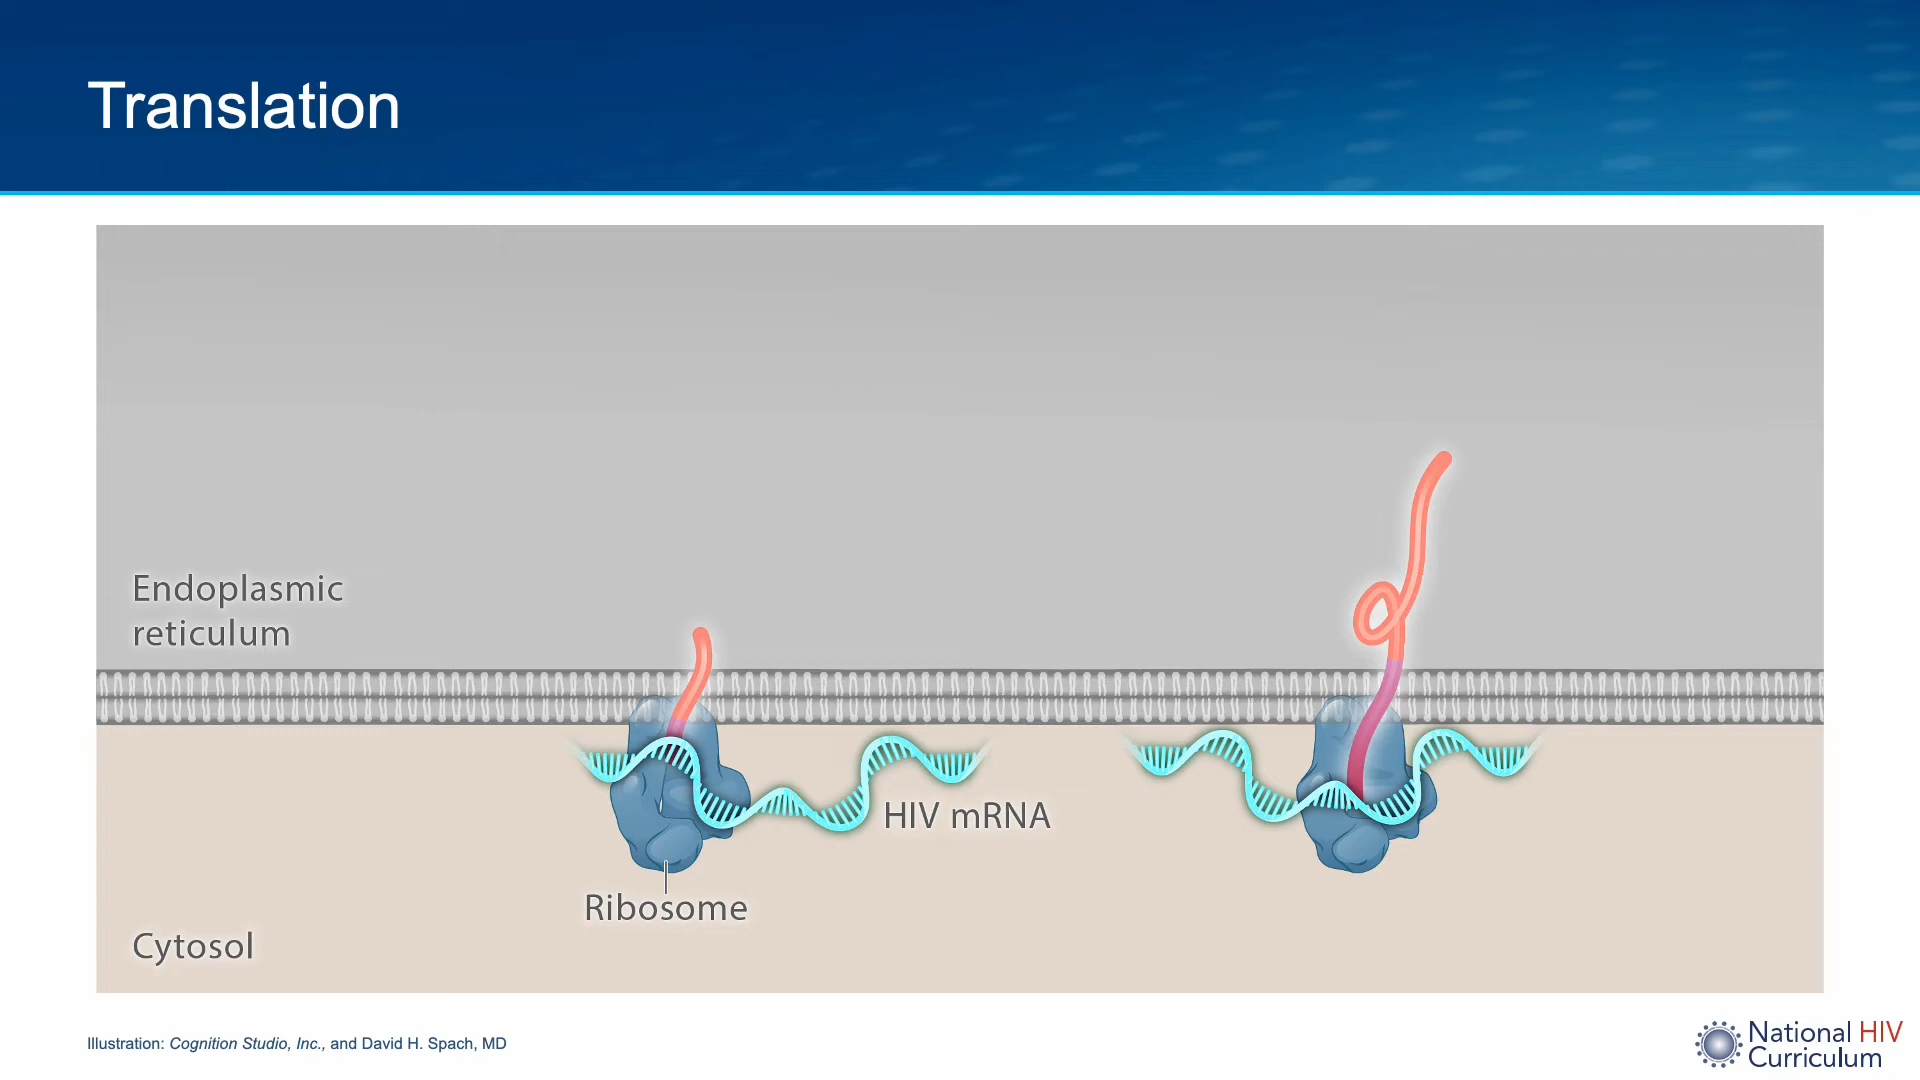 Translation
Endoplasmic
reticulum
HIV mRNA
Ribosome
Cytosol
Illustration: Cognition Studio, Inc., and David H. Spach, MD
National HIV
Curriculum